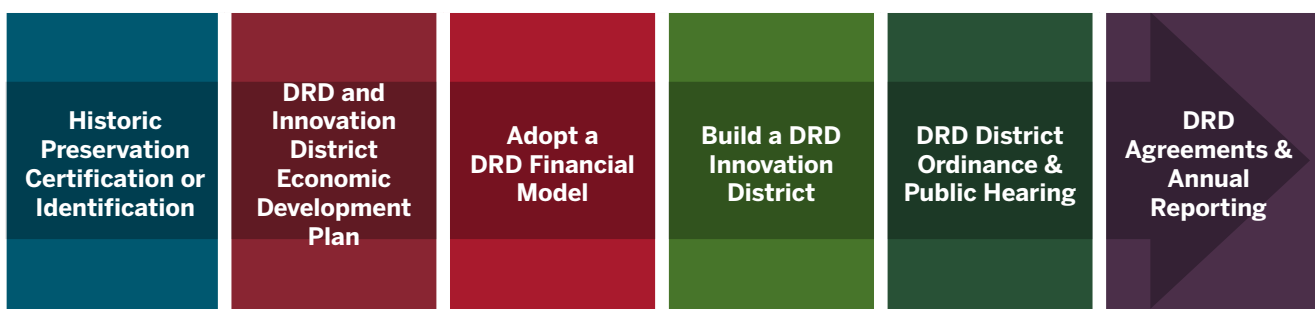 Historic
Preservation
Certification or
Identification
DRD and
Innovation
District
Economic
Development
Plan
Adopt a
DRD Financial
Model
Build a DRD
Innovation
District
DRD District
Ordinance &
Public Hearing
DRD
Agreements &
Annual
Reporting